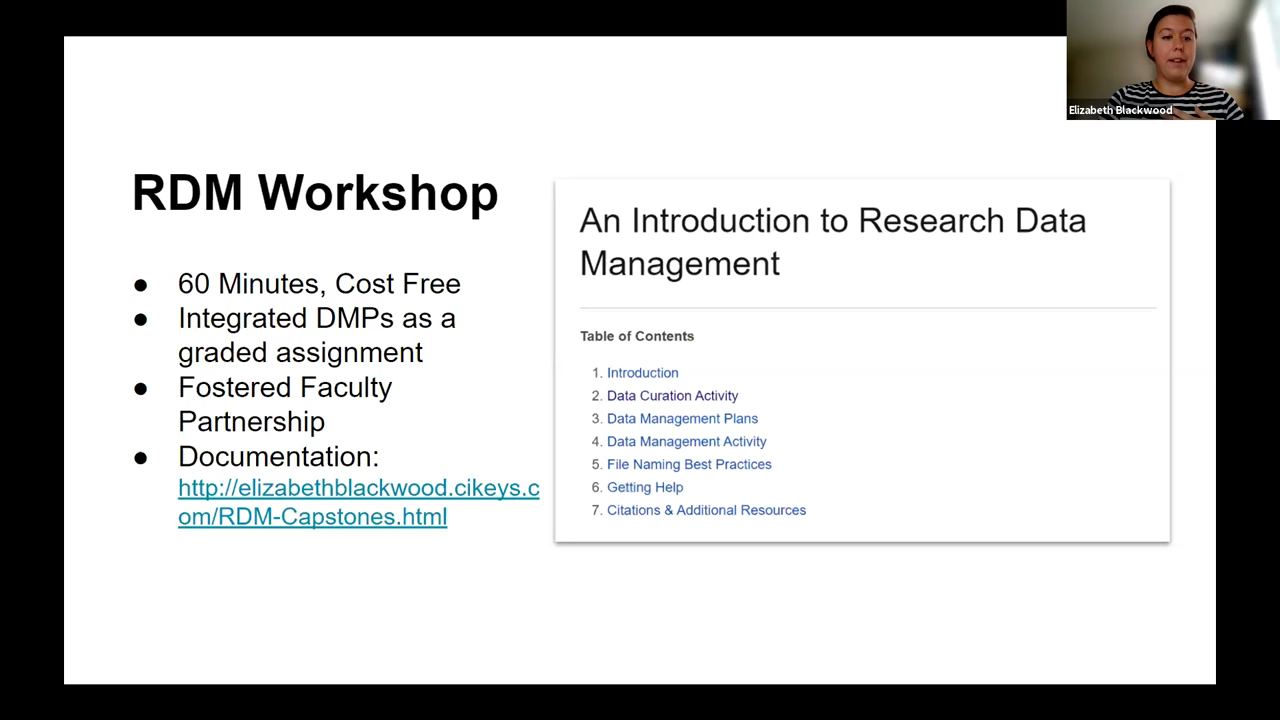 Elizabeth Blackwood
RDM Workshop
● 60 Minutes, Cost Free
● Integrated DMPs as a
graded assignment
● Fostered Faculty
Partnership
● Documentation:
http://elizabethblackwood.cikeys.c
om/RDM-Capstones.html
An Introduction to Research Data
Management
Table of Contents
1. Introduction
2. Data Curation Activity
3. Data Management Plans
4. Data Management Activity
5. File Naming Best Practices
6. Getting Help
7. Citations & Additional Resources